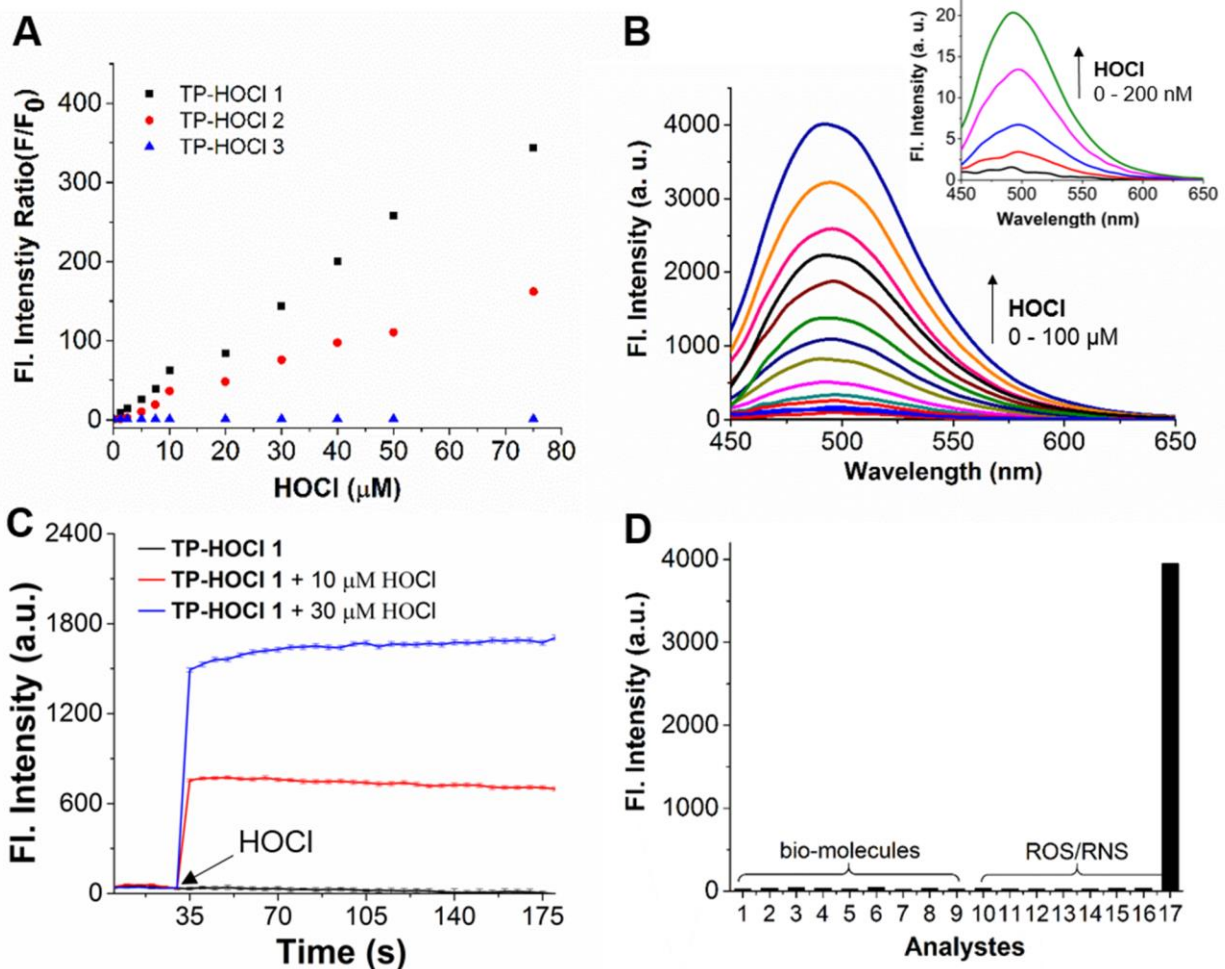 A
Fl. Intenstiy Ratio(F/F0)
400
300
200
100
0
TP-HOCl 1
TP-HOCl 2
TP-HOCl 3
0 10 20 30 40 50 60 70 80
HOCl (μM)
B
Fl. Intensity (a. u.)
4000
3000
2000
1000
0
450 500 550 600 650
Wavelength (nm)
HOCl
0 - 100 μM
Fl. Intensity (a. u.)
20
15
10
5
0
450 500 550 600 650
Wavelength (nm)
HOCl
0 - 200 nM
C
Fl. Intensity (a.u.)
2400
1800
1200
600
0
TP-HOCl 1
TP-HOCl 1 + 10 μM HOCl
TP-HOCl 1 + 30 μM HOCl
HOCl
35 70 105 140 175
Time (s)
D
Fl. Intensity (a.u.)
4000
3000
2000
1000
0
bio-molecules
ROS/RNS
1 2 3 4 5 6 7 8 9 10 11 12 13 14 15 16 17
Analystes